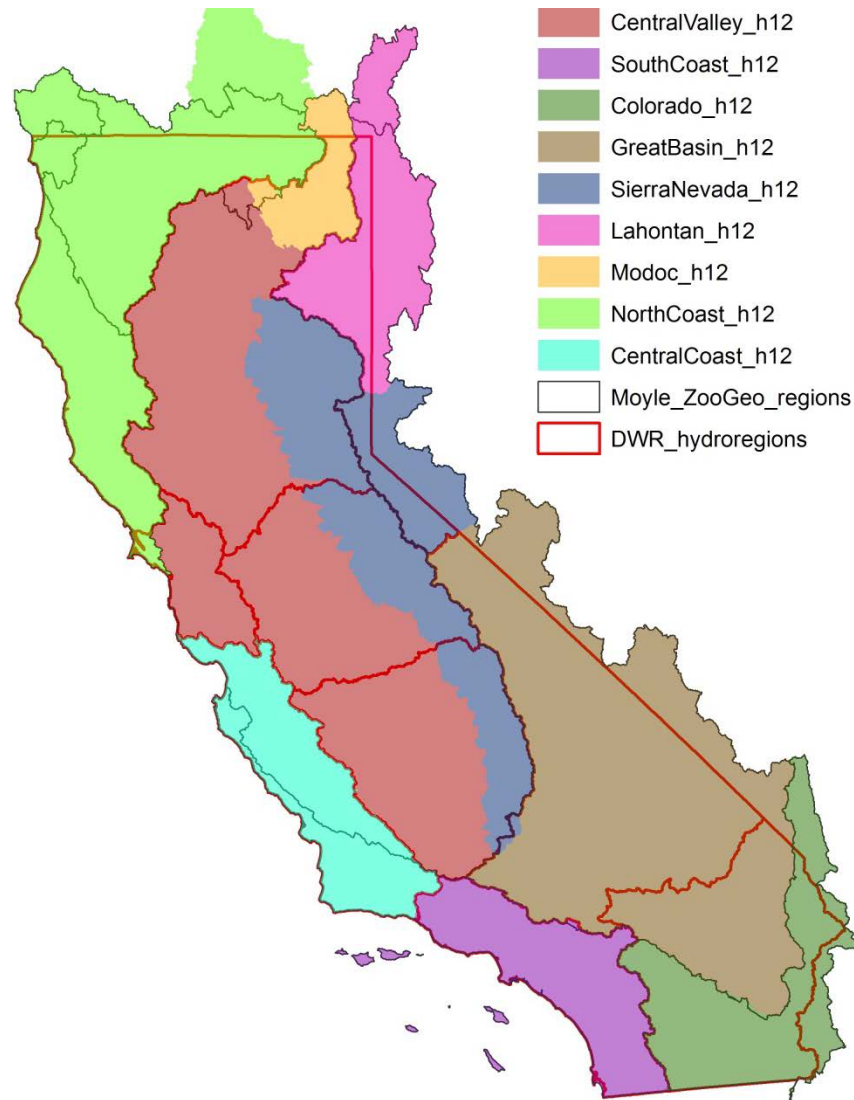 CentralValley_h12
SouthCoast_h12
Colorado_h12
GreatBasin_h12
SierraNevada_h12
Lahontan_h12
Modoc_h12
NorthCoast_h12
CentralCoast_h12
Moyle_ZooGeo_regions
DWR_hydroregions